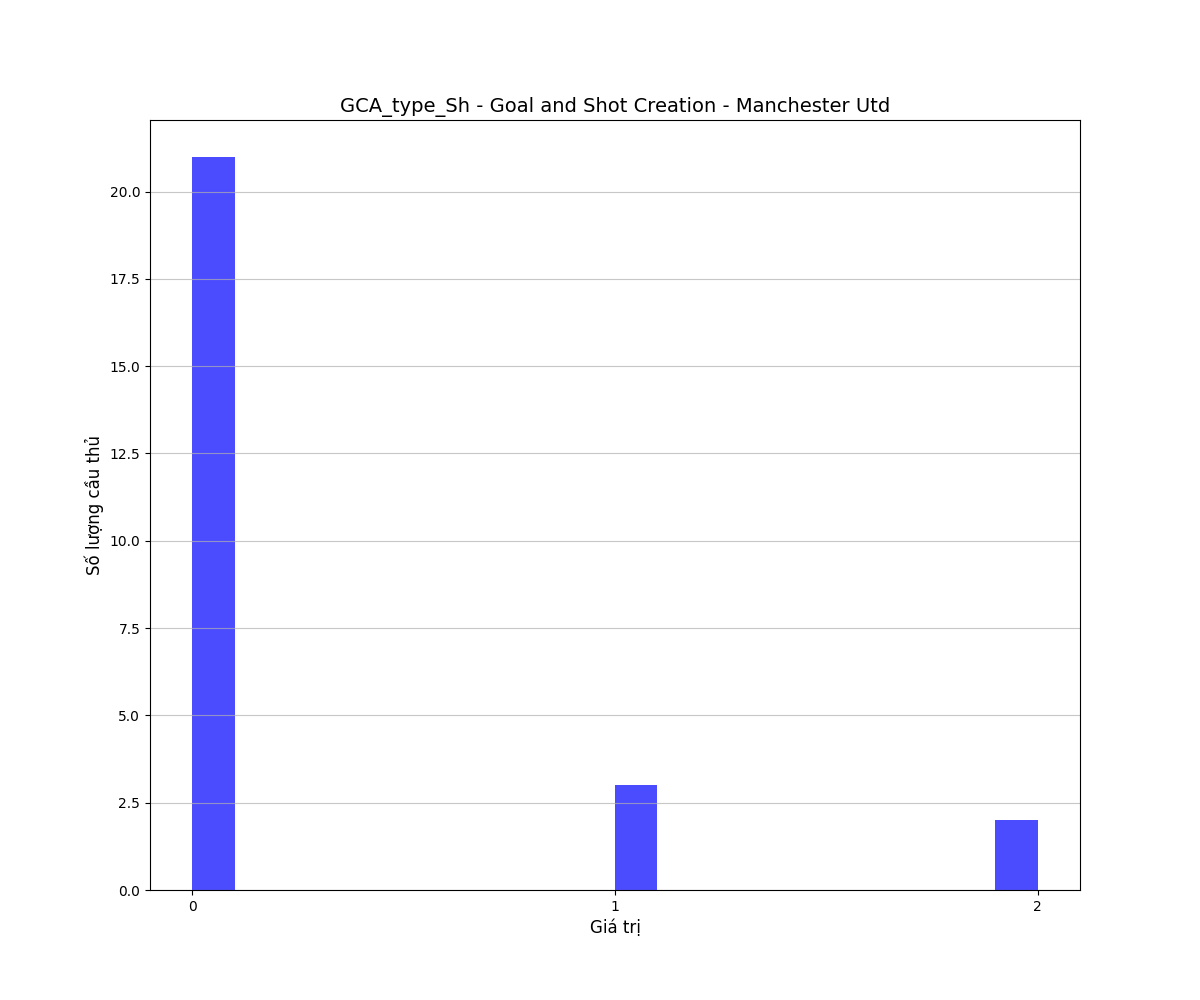 GCA_type_Sh - Goal and Shot Creation - Manchester Utd
Số lượng cầu thủ
20.0
17.5
15.0
12.5
10.0
7.5
5.0
2.5
0.0
0 1 2
Giá trị